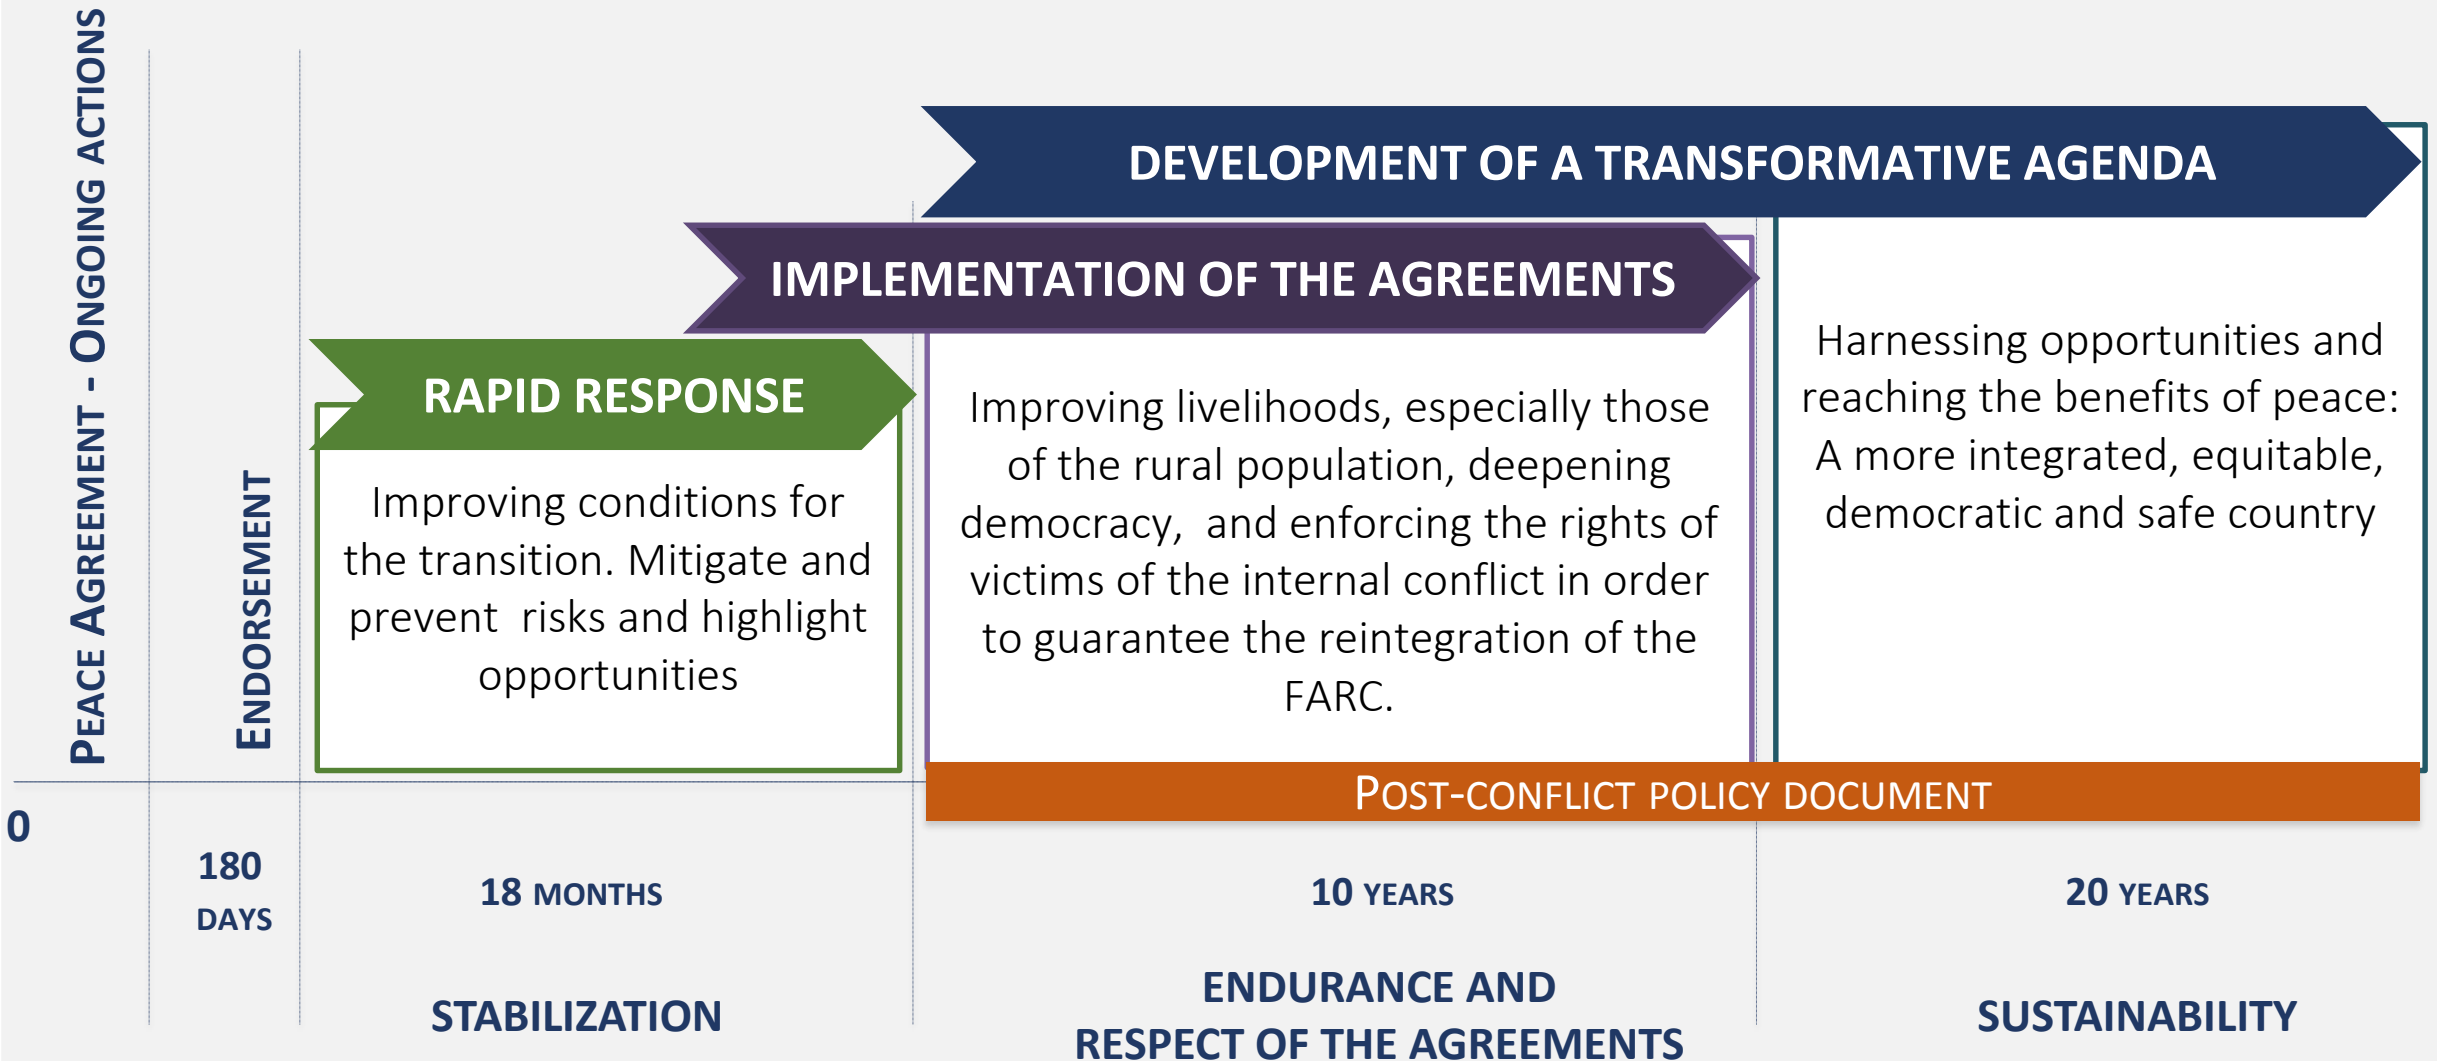 PEACE AGREEMENT - ONGOING ACTIONS
ENDORSEMENT
DEVELOPMENT OF A TRANSFORMATIVE AGENDA
IMPLEMENTATION OF THE AGREEMENTS
RAPID RESPONSE
Improving conditions for
the transition. Mitigate and
prevent  risks and highlight
opportunities
Improving livelihoods, especially those
of the rural population, deepening
democracy,  and enforcing the rights of
victims of the internal conflict in order
to guarantee the reintegration of the
FARC.
Harnessing opportunities and
reaching the benefits of peace:
A more integrated, equitable,
democratic and safe country
POST-CONFLICT POLICY DOCUMENT
0
180
DAYS
18 MONTHS
10 YEARS
20 YEARS
STABILIZATION
ENDURANCE AND
RESPECT OF THE AGREEMENTS
SUSTAINABILITY